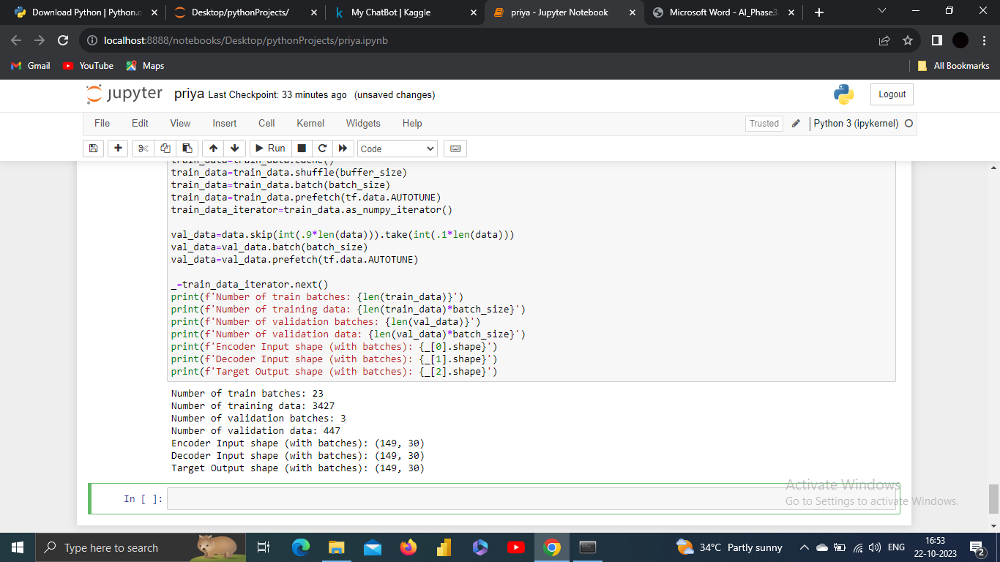 Download Python | Python.o
Desktop/pythonProjects/
My ChatBot | Kaggle
priya - Jupyter Notebook
Microsoft Word - AI_Phase3
localhost:8888/notebooks/Desktop/pythonProjects/priya.ipynb
Gmail YouTube Maps All Bookmarks
jupyter priya Last Checkpoint: 33 minutes ago (unsaved changes) Logout
File Edit View Insert Cell Kernel Widgets Help Trusted Python 3 (ipykernel)
Run Code
train_data=train_data.cache()
train_data=train_data.shuffle(buffer_size)
train_data=train_data.batch(batch_size)
train_data=train_data.prefetch(tf.data.AUTOTUNE)
train_data_iterator=train_data.as_numpy_iterator()
val_data=data.skip(int(.9*len(data))).take(int(.1*len(data)))
val_data=val_data.batch(batch_size)
val_data=val_data.prefetch(tf.data.AUTOTUNE)
_=train_data_iterator.next()
print(f'Number of train batches: {len(train_data)}')
print(f'Number of training data: {len(train_data)*batch_size}')
print(f'Number of validation batches: {len(val_data)}')
print(f'Number of validation data: {len(val_data)*batch_size}')
print(f'Encoder Input shape (with batches): {_[0].shape}')
print(f'Decoder Input shape (with batches): {_[1].shape}')
print(f'Target Output shape (with batches): {_[2].shape}')
Number of train batches: 23
Number of training data: 3427
Number of validation batches: 3
Number of validation data: 447
Encoder Input shape (with batches): (149, 30)
Decoder Input shape (with batches): (149, 30)
Target Output shape (with batches): (149, 30)
In [ ]:
Activate Windows
Go to Settings to activate Windows.
Type here to search
34°C Partly sunny
ENG
16:53
22-10-2023
2